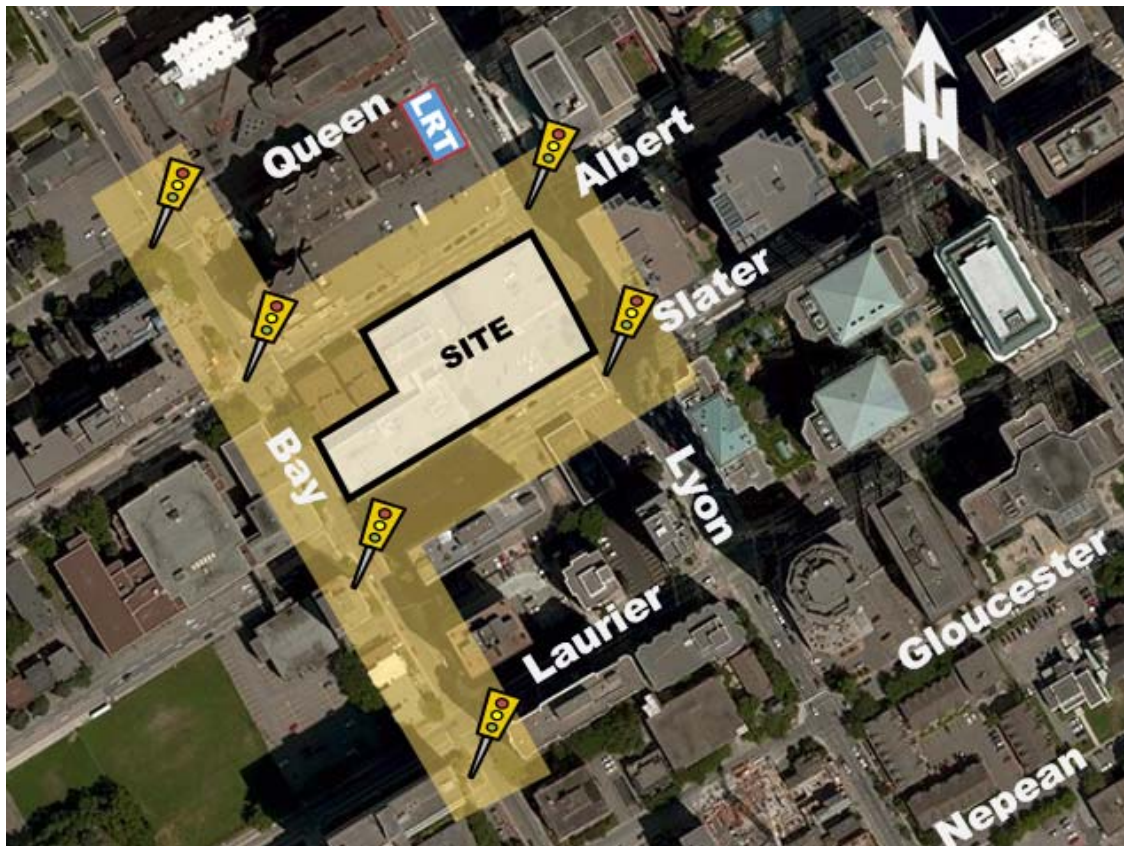 LRT
Queen
Albert
N
Slater
SITE
Bay
Lyon
Gloucester
Laurier
Nepean